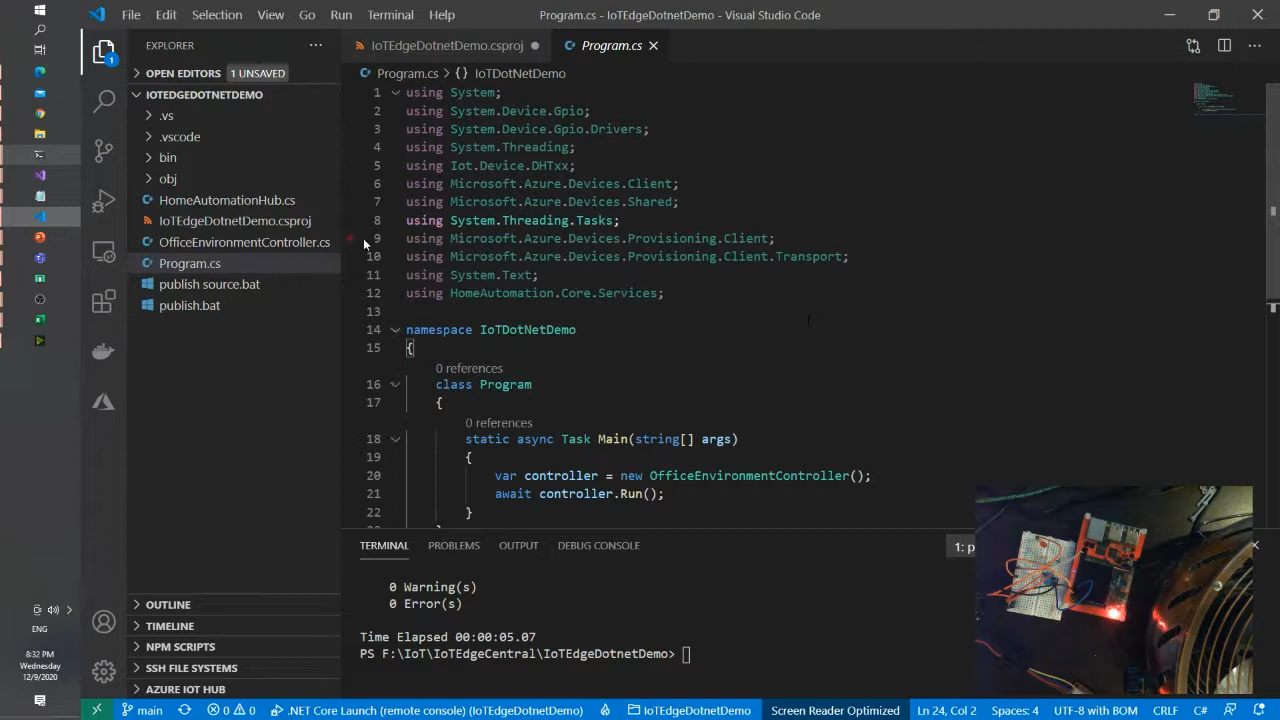 File Edit Selection View Go Run Terminal Help
Program.cs - IoTEdgeDotnetDemo - Visual Studio Code
EXPLORER
OPEN EDITORS 1 UNSAVED
IOTEDGEDOTNETDEMO
.vs
.vscode
bin
obj
HomeAutomationHub.cs
IoTEdgeDotnetDemo.csproj
OfficeEnvironmentController.cs
Program.cs
publish source.bat
publish.bat
OUTLINE
TIMELINE
NPM SCRIPTS
SSH FILE SYSTEMS
AZURE IOT HUB
IoTEdgeDotnetDemo.csproj
Program.cs
Program.cs > {} IoTDotNetDemo
1 using System;
2 using System.Device.Gpio;
3 using System.Device.Gpio.Drivers;
4 using System.Threading;
5 using Iot.Device.DHTxx;
6 using Microsoft.Azure.Devices.Client;
7 using Microsoft.Azure.Devices.Shared;
8 using System.Threading.Tasks;
9 using Microsoft.Azure.Devices.Provisioning.Client;
10 using Microsoft.Azure.Devices.Provisioning.Client.Transport;
11 using System.Text;
12 using HomeAutomation.Core.Services;
13
14 namespace IoTDotNetDemo
15 {
0 references
16 class Program
17 {
0 references
18 static async Task Main(string[] args)
19 {
20 var controller = new OfficeEnvironmentController();
21 await controller.Run();
22 }
TERMINAL PROBLEMS OUTPUT DEBUG CONSOLE
1: p
0 Warning(s)
0 Error(s)
Time Elapsed 00:00:05.07
PS F:\IoT\IoTEdgeCentral\IoTEdgeDotnetDemo>
ENG
8:32 PM
Wednesday
12/9/2020
main 0 0 .NET Core Launch (remote console) (IoTEdgeDotnetDemo) IoTEdgeDotnetDemo Screen Reader Optimized Ln 24, Col 2 Spaces: 4 UTF-8 with BOM CRLF C#